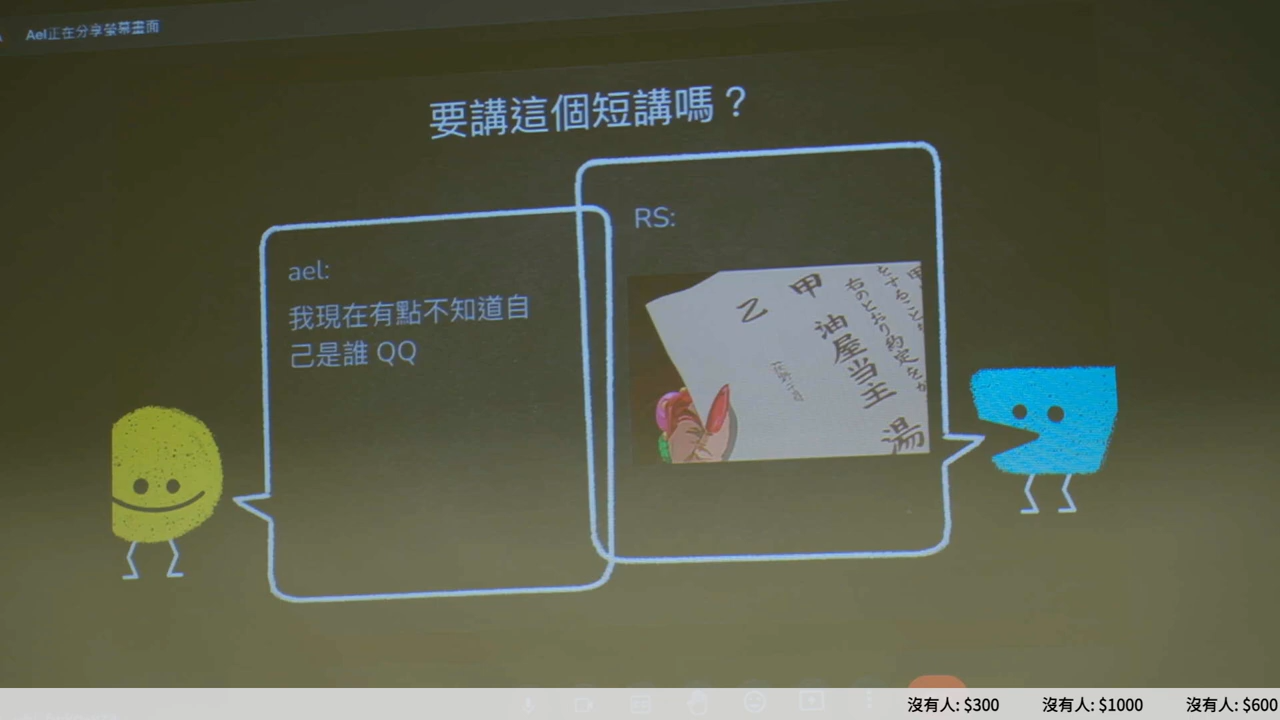 Ael正在分享螢幕畫面
要講這個短講嗎？
ael:
我現在有點不知道自
己是誰 QQ
RS:
右のとおり約定をか
甲
油屋当主
湯
乙
沒有人: $300
沒有人: $1000
沒有人: $600